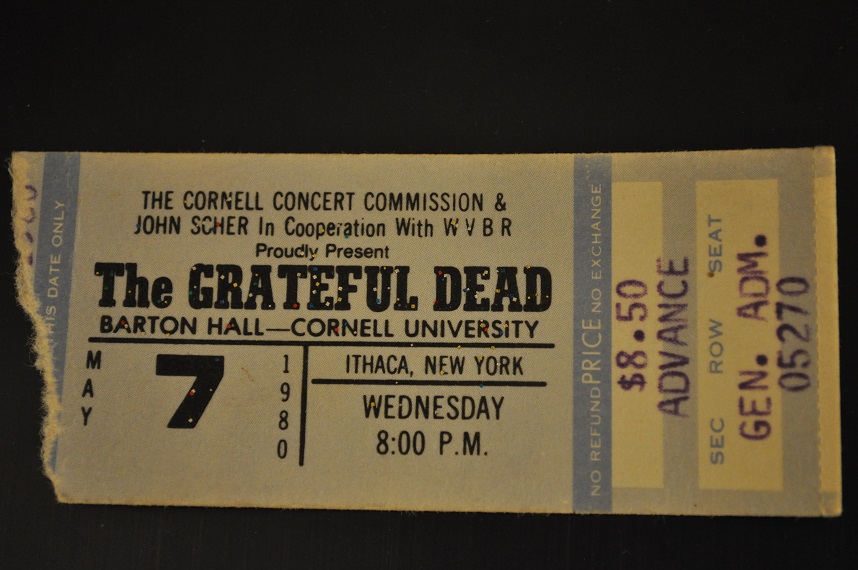 THIS DATE ONLY
THE CORNELL CONCERT COMMISSION &
JOHN SCHER In Cooperation With WVBR
Proudly Present
The GRATEFUL DEAD
BARTON HALL—CORNELL UNIVERSITY
MAY
7
1980
ITHACA, NEW YORK
WEDNESDAY
8:00 P.M.
NO REFUND PRICE NO EXCHANGE
$8.50
ADVANCE
SEC ROW SEAT
GEN. ADM.
05270